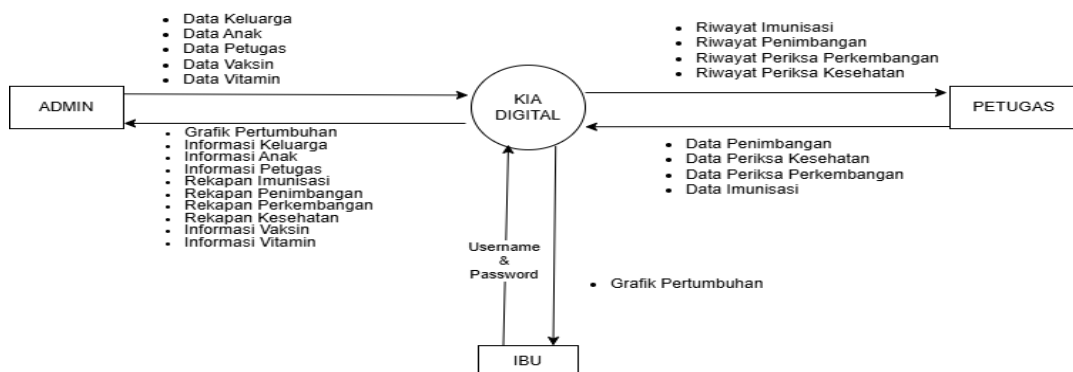 • Data Keluarga
• Data Anak
• Data Petugas
• Data Vaksin
• Data Vitamin
ADMIN
• Grafik Pertumbuhan
• Informasi Keluarga
• Informasi Anak
• Informasi Petugas
• Rekapan Imunisasi
• Rekapan Penimbangan
• Rekapan Perkembangan
• Rekapan Kesehatan
• Informasi Vaksin
• Informasi Vitamin
KIA
DIGITAL
• Riwayat Imunisasi
• Riwayat Penimbangan
• Riwayat Periksa Perkembangan
• Riwayat Periksa Kesehatan
PETUGAS
• Data Penimbangan
• Data Periksa Kesehatan
• Data Periksa Perkembangan
• Data Imunisasi
Username
&
Password
• Grafik Pertumbuhan
IBU